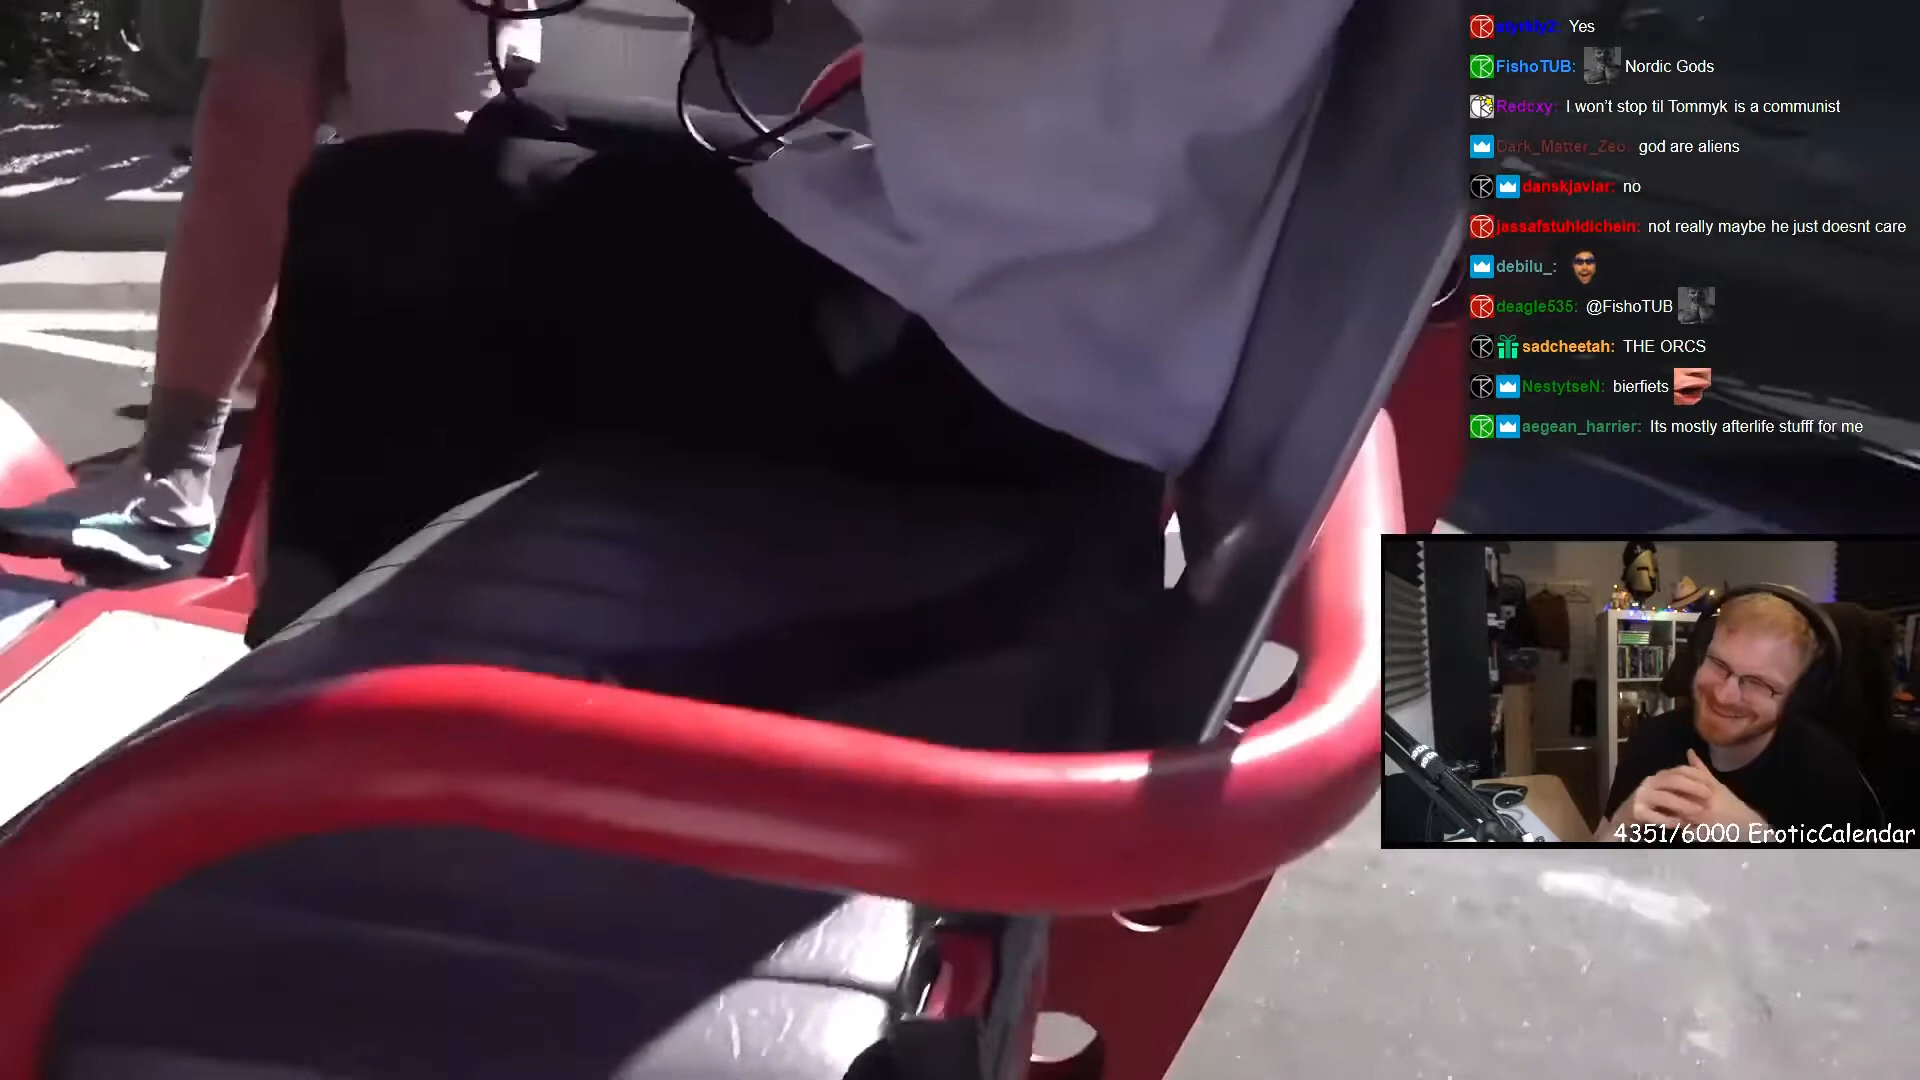 styrkly2: Yes
FishoTUB: Nordic Gods
Redcxy: I won't stop til Tommyk is a communist
Dark_Matter_Zeo: god are aliens
danskjavlar: no
jassafstuhldichein: not really maybe he just doesnt care
debilu_:
deagle535: @FishoTUB
sadcheetah: THE ORCS
NestytseN: bierfiets
aegean_harrier: Its mostly afterlife stufff for me
4351/6000 EroticCalendar